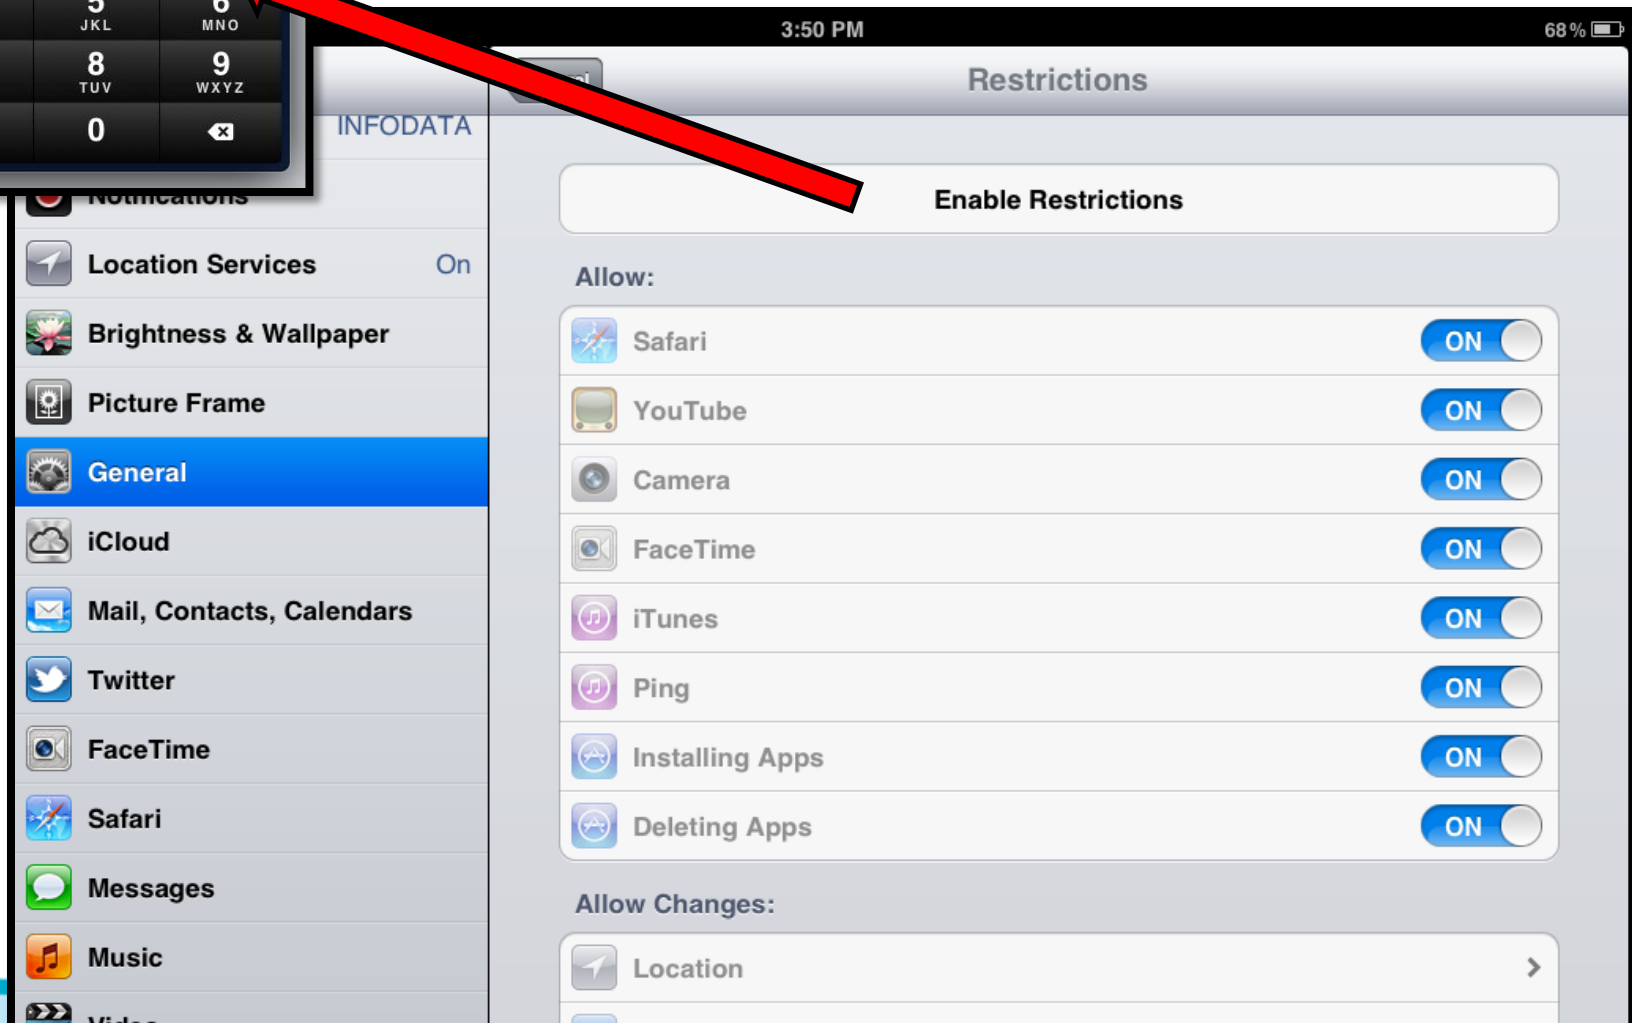 5 6
JKL MNO
8 9
TUV WXYZ
0
3:50 PM 68%
Restrictions
INFODATA
Notifications
Enable Restrictions
Location Services On
Allow:
Brightness & Wallpaper
Safari ON
Picture Frame
YouTube ON
General
Camera ON
iCloud
FaceTime ON
Mail, Contacts, Calendars
iTunes ON
Twitter
Ping ON
FaceTime
Installing Apps ON
Safari
Deleting Apps ON
Messages
Allow Changes:
Music
Location
Video